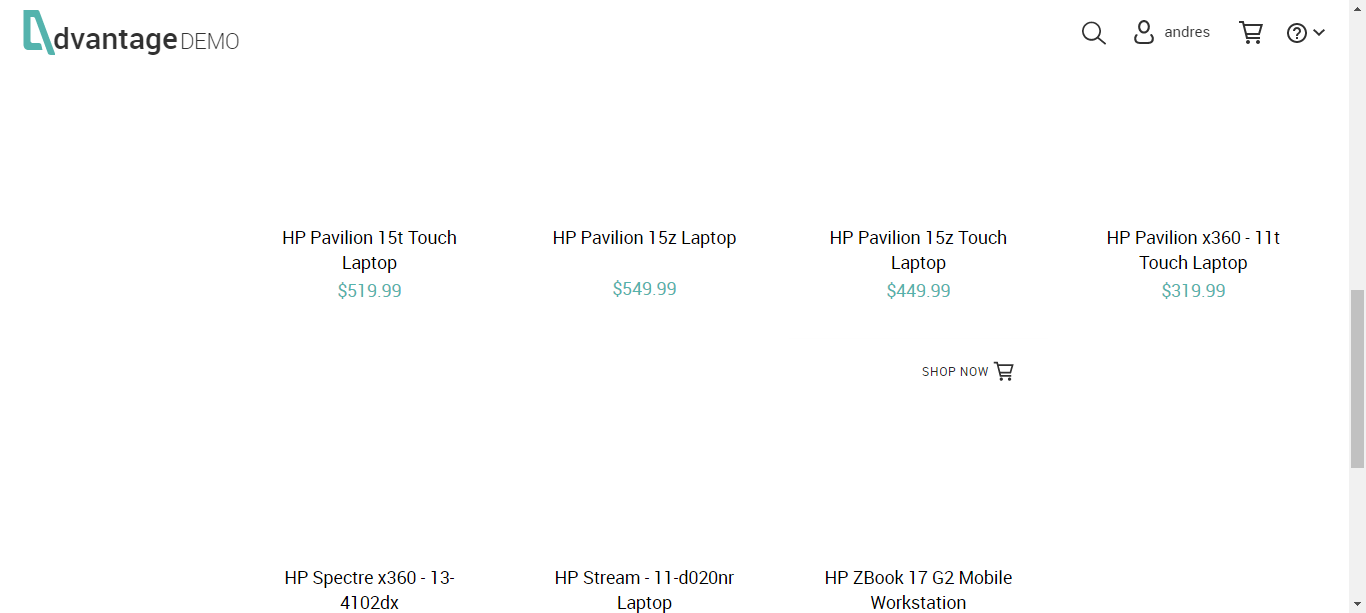 dvantage DEMO
andres
HP Pavilion 15t Touch
Laptop
$519.99
HP Pavilion 15z Laptop
$549.99
HP Pavilion 15z Touch
Laptop
$449.99
HP Pavilion x360 - 11t
Touch Laptop
$319.99
SHOP NOW
HP Spectre x360 - 13-
4102dx
HP Stream - 11-d020nr
Laptop
HP ZBook 17 G2 Mobile
Workstation